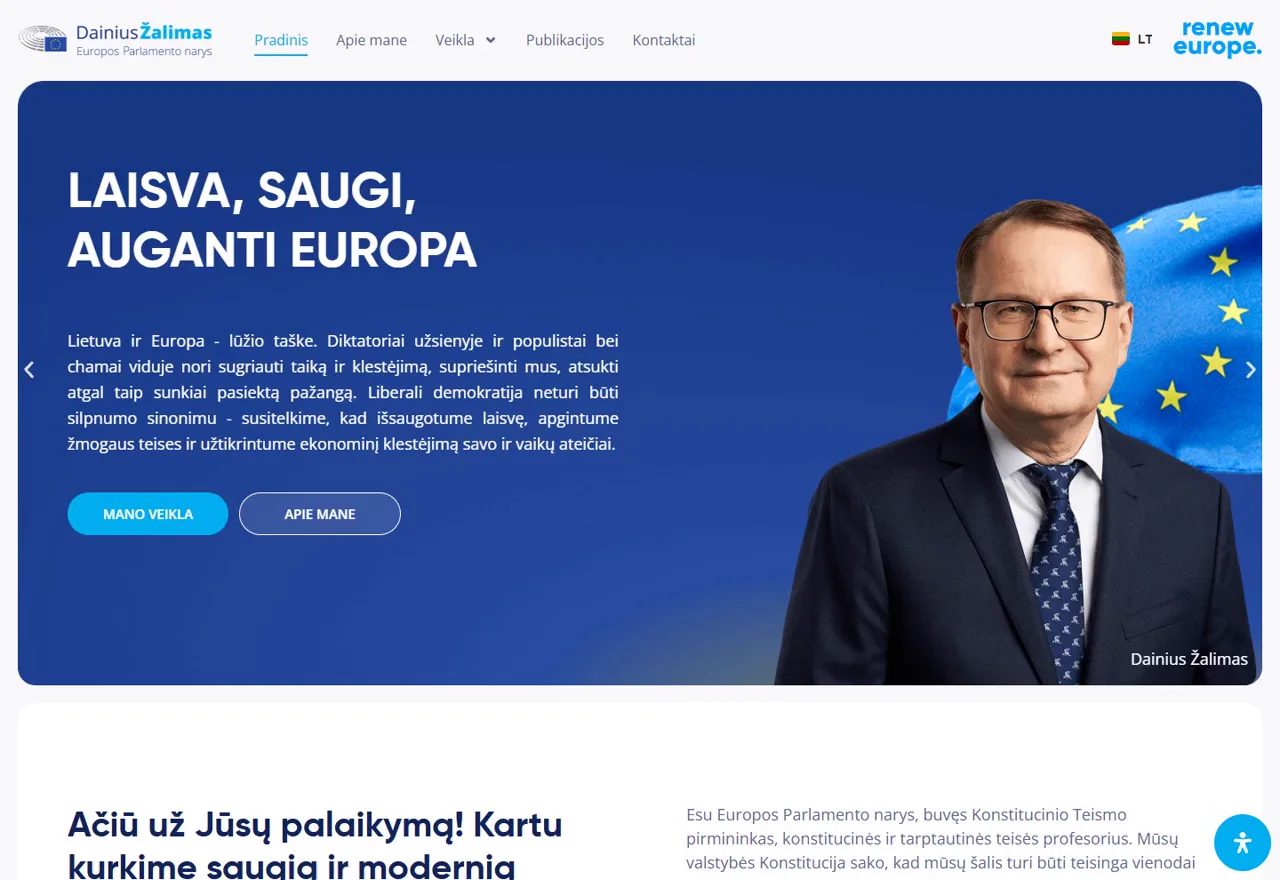 DainiusŽalimas
Europos Parlamento narys
Pradinis
Apie mane
Veikla
Publikacijos
Kontaktai
LT
renew
europe.
LAISVA, SAUGI,
AUGANTI EUROPA
Lietuva ir Europa - lūžio taške. Diktatoriai užsienyje ir populistai bei
chamai viduje nori sugriauti taiką ir klestėjimą, supriešinti mus, atsukti
atgal taip sunkiai pasiektą pažangą. Liberali demokratija neturi būti
silpnumo sinonimu - susitelkime, kad išsaugotume laisvę, apgintume
žmogaus teises ir užtikrintume ekonominį klestėjimą savo ir vaikų ateičiai.
MANO VEIKLA
APIE MANE
Dainius Žalimas
Ačiū už Jūsų palaikymą! Kartu
kurkime saugią ir modernią
Esu Europos Parlamento narys, buvęs Konstitucinio Teismo
pirmininkas, konstitucinės ir tarptautinės teisės profesorius. Mūsų
valstybės Konstitucija sako, kad mūsų šalis turi būti teisinga vienodai